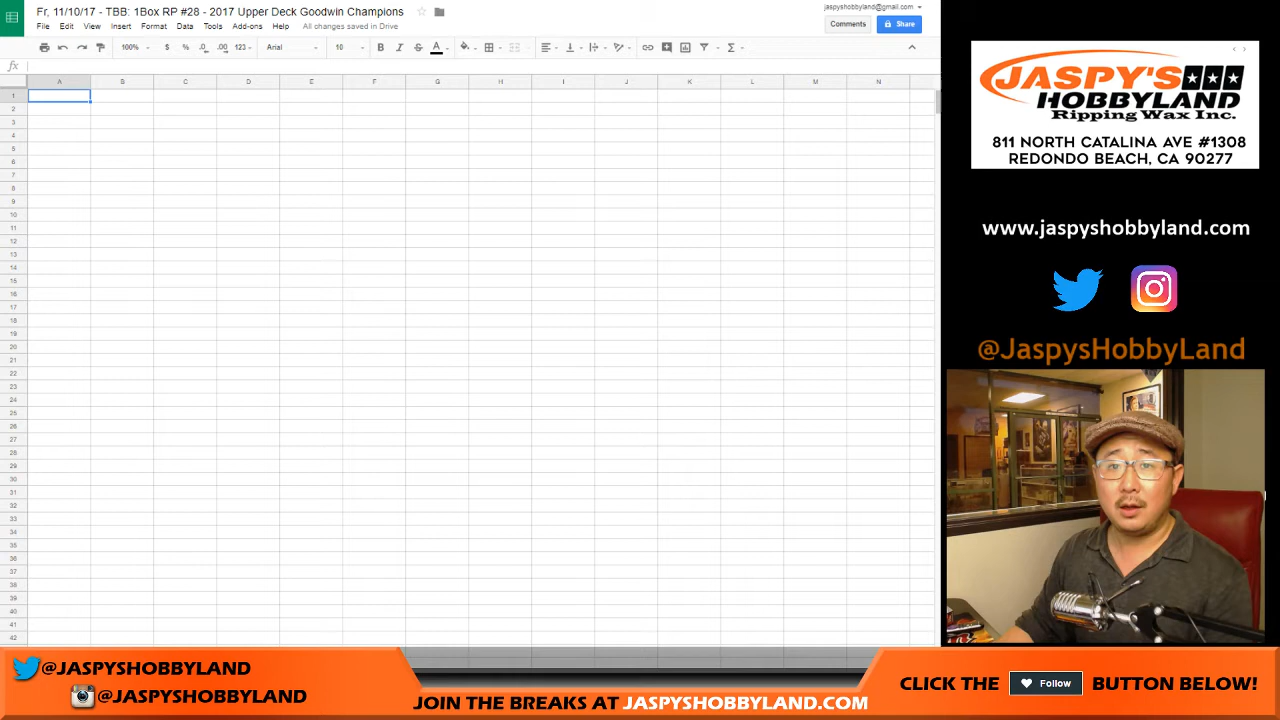 Fr, 11/10/17 - TBB: 1Box RP #28 - 2017 Upper Deck Goodwin Champions
jaspyshobbyland@gmail.com
File Edit View Insert Format Data Tools Add-ons Help All changes saved in Drive
Comments
Share
100% $ % .0 .00 123 Arial 10 B I S A
fx
A B C D E F G H I J K L M N
1
2
3
4
5
6
7
8
9
10
11
12
13
14
15
16
17
18
19
20
21
22
23
24
25
26
27
28
29
30
31
32
33
34
35
36
37
38
39
40
41
42
JASPY'S
HOBBYLAND
Ripping Wax Inc.
811 NORTH CATALINA AVE #1308
REDONDO BEACH, CA 90277
www.jaspyshobbyland.com
@JaspysHobbyLand
@JASPYSHOBBYLAND
@JASPYSHOBBYLAND
JOIN THE BREAKS AT JASPYSHOBBYLAND.COM
CLICK THE Follow BUTTON BELOW!